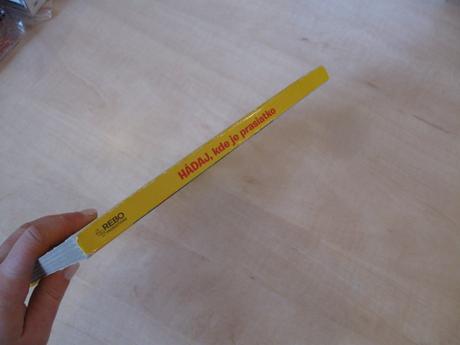 HÁDAJ, kde je prasiatko
REBO